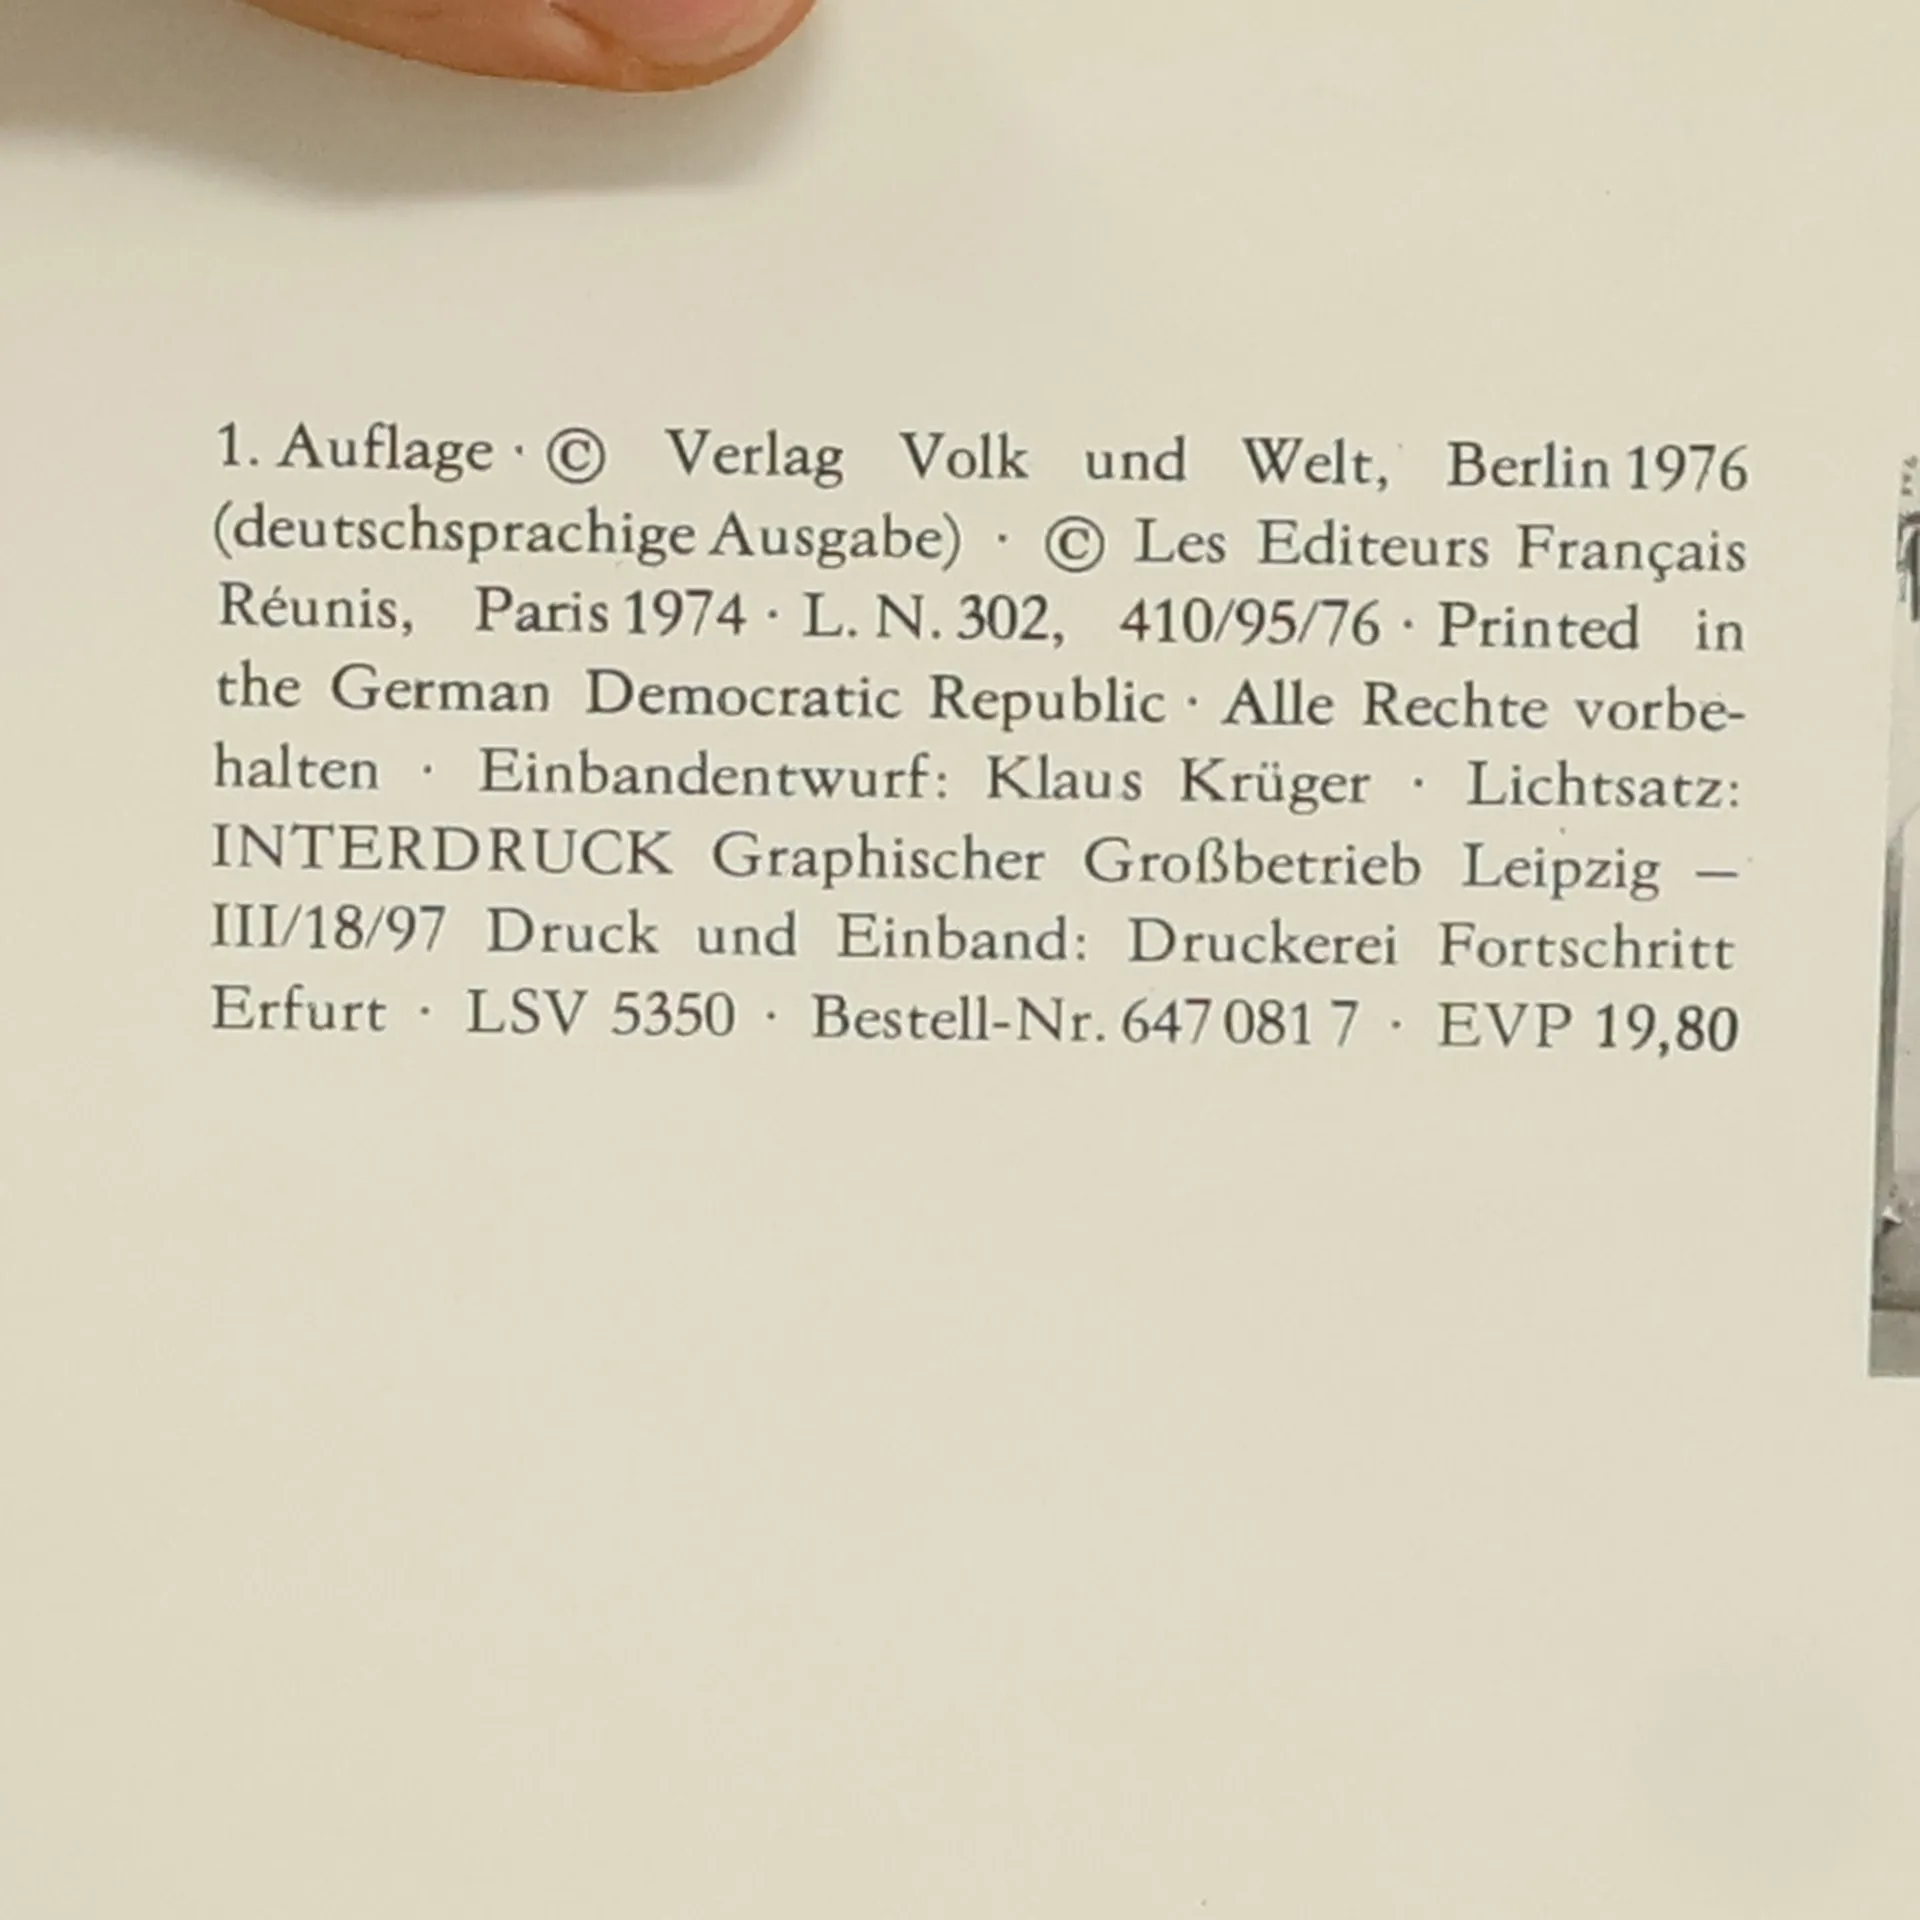 1. Auflage · © Verlag Volk und Welt, Berlin 1976
(deutschsprachige Ausgabe) · © Les Editeurs Français
Réunis, Paris 1974 · L. N. 302, 410/95/76 · Printed in
the German Democratic Republic · Alle Rechte vorbe-
halten · Einbandentwurf: Klaus Krüger · Lichtsatz:
INTERDRUCK Graphischer Großbetrieb Leipzig –
III/18/97 Druck und Einband: Druckerei Fortschritt
Erfurt · LSV 5350 · Bestell-Nr. 647 081 7 · EVP 19,80